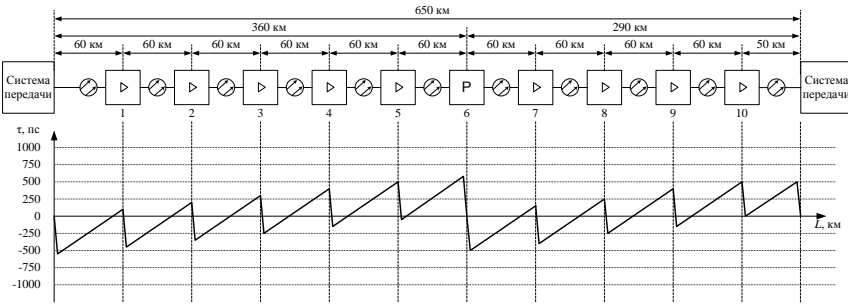 650 км
360 км
290 км
60 км
60 км
60 км
60 км
60 км
60 км
60 км
60 км
60 км
60 км
50 км
Система
передачи
Р
Система
передачи
1
2
3
4
5
6
7
8
9
10
τ, пс
1000
750
500
250
0
-250
-500
-750
-1000
L, км